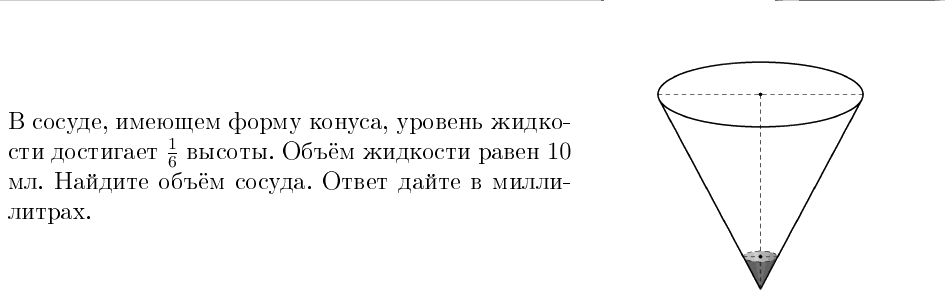 В сосуде, имеющем форму конуса, уровень жидко-
сти достигает 1/6 высоты. Объём жидкости равен 10
мл. Найдите объём сосуда. Ответ дайте в милли-
литрах.